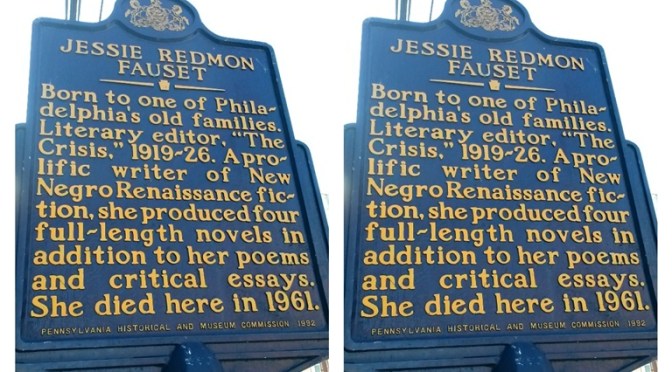 JESSIE REDMON
FAUSET
Born to one of Phila-
delphia's old families.
Literary editor, "The
Crisis," 1919-26. A pro-
lific writer of New
Negro Renaissance fic-
tion, she produced four
full-length novels in
addition to her poems
and critical essays.
She died here in 1961.
PENNSYLVANIA HISTORICAL AND MUSEUM COMMISSION 1992
JESSIE REDMON
FAUSET
Born to one of Phila-
delphia's old families.
Literary editor, "The
Crisis," 1919-26. A pro-
lific writer of New
Negro Renaissance fic-
tion, she produced four
full-length novels in
addition to her poems
and critical essays.
She died here in 1961.
PENNSYLVANIA HISTORICAL AND MUSEUM COMMISSION 1992